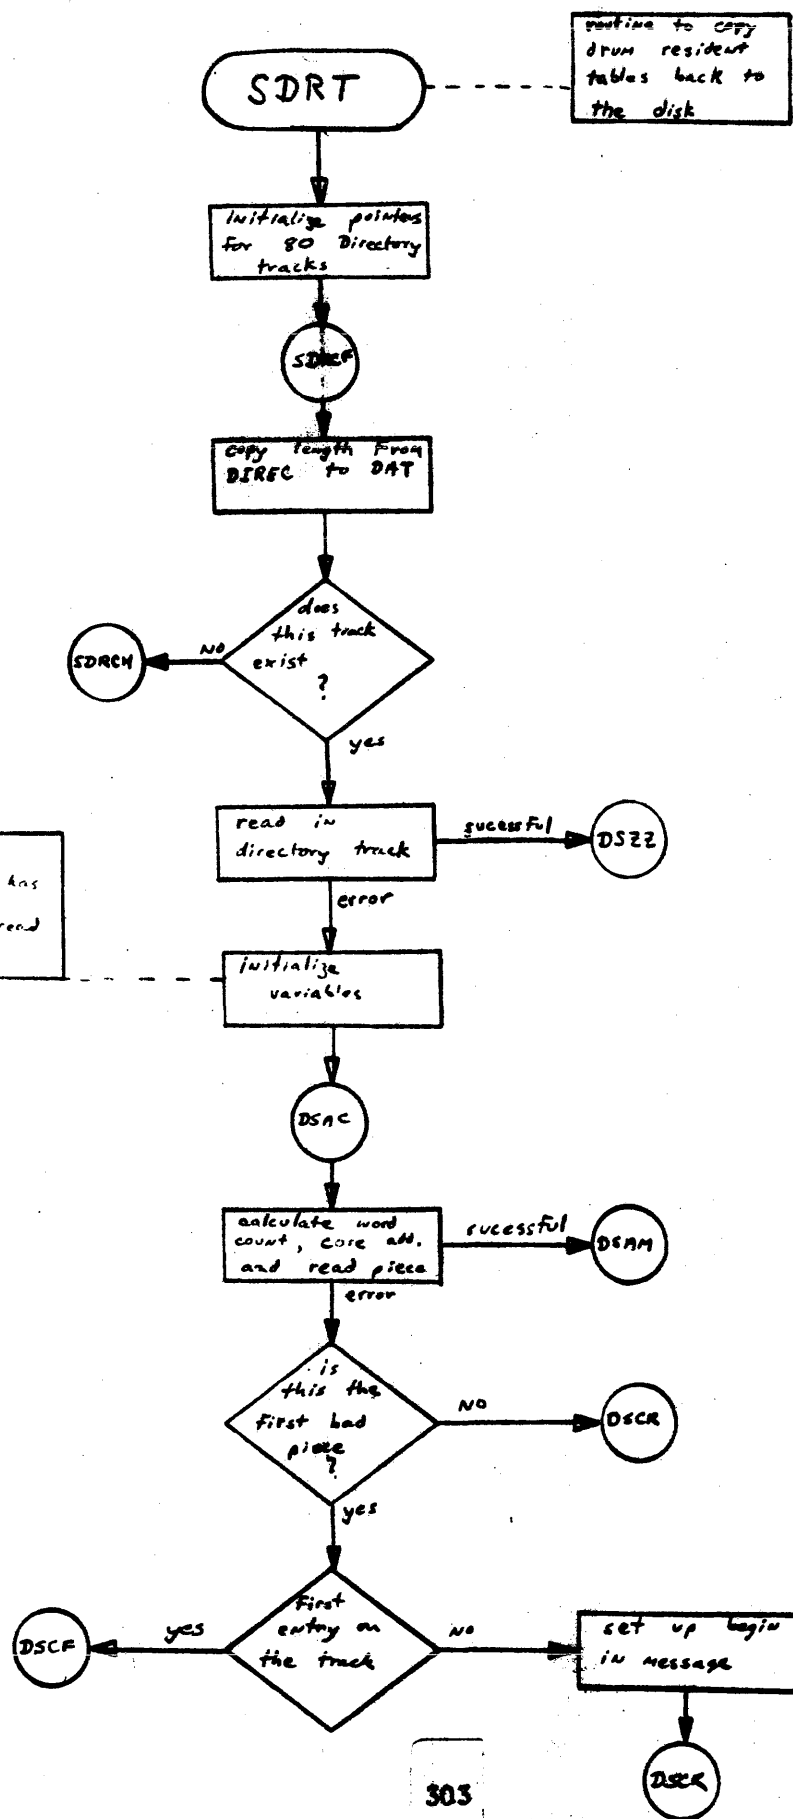 SDRT
routine to copy
drum resident
tables back to
the disk
initialize pointers
for 80 Directory
tracks
copy length from
DIREC to DAT
does
this track
exist
?
NO
SDRCH
yes
read in
directory track
sucessful
DSZZ
error
has
read
initialize
variables
DSAC
calculate word
count, core add.
and read piece
sucessful
DSAM
error
is
this the
first bad
piece
?
NO
DSCR
yes
First
entry on
the track
yes
DSCF
NO
set up begin
in message
DSCR
303